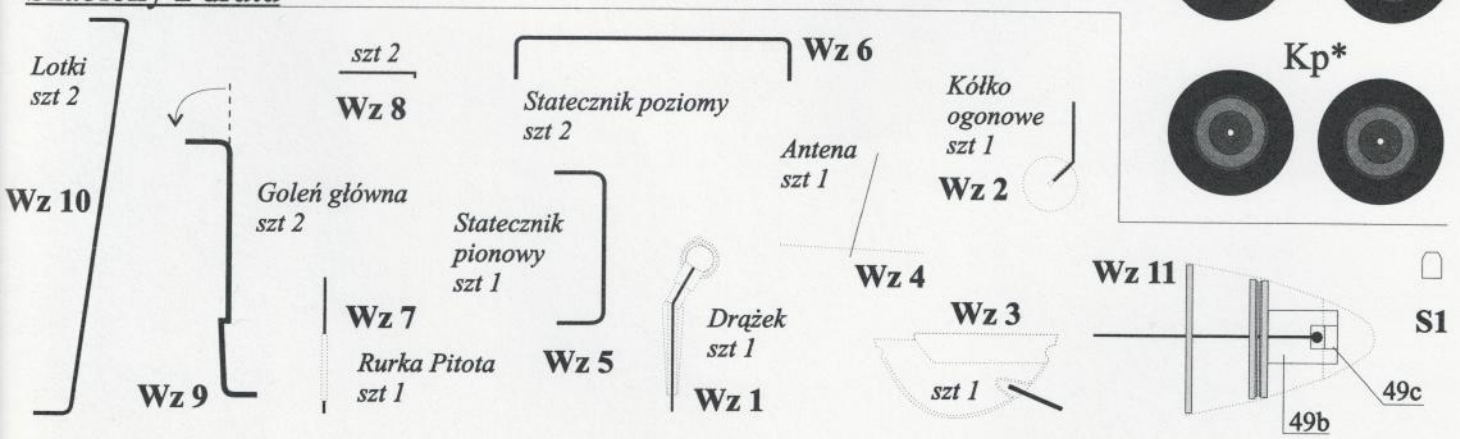 Lotki
szt 2
Wz 10
Wz 9
Goleń główna
szt 2
szt 2
Wz 8
Wz 7
Rurka Pitota
szt 1
Statecznik poziomy
szt 2
Wz 6
Statecznik
pionowy
szt 1
Wz 5
Drążek
szt 1
Wz 1
Antena
szt 1
Wz 4
Kółko
ogonowe
szt 1
Wz 2
Wz 3
szt 1
Kp*
Wz 11
49b
49c
S1